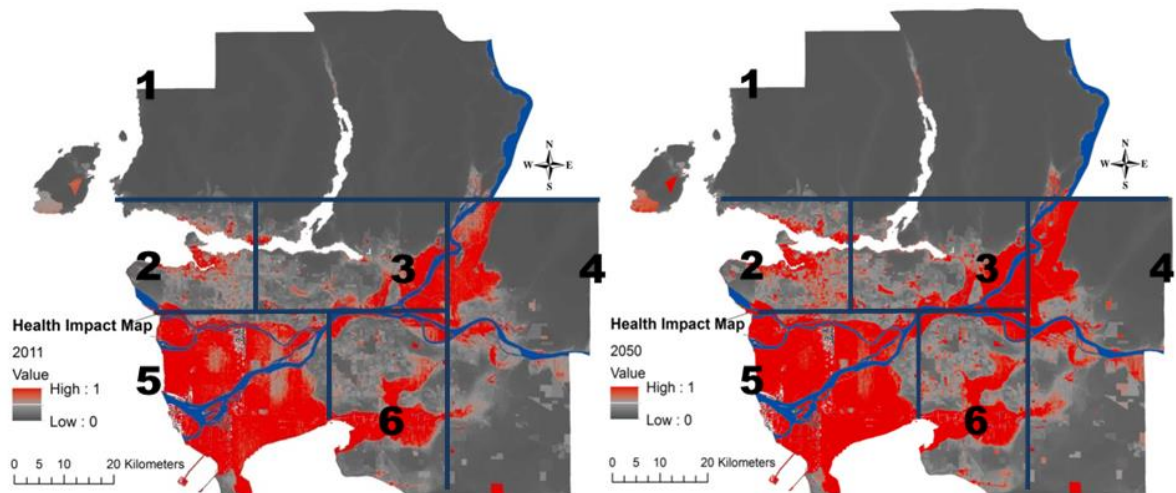 1
N
W E
S
2
3
4
Health Impact Map
2011
Value
High : 1
Low : 0
5
6
0 5 10 20 Kilometers
1
N
W E
S
2
3
4
Health Impact Map
2050
Value
High : 1
Low : 0
5
6
0 5 10 20 Kilometers